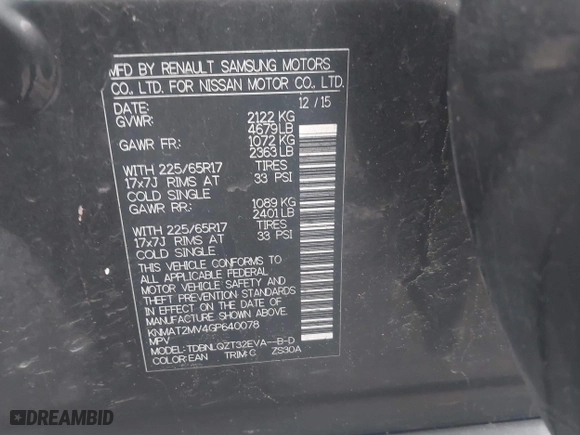 MFD BY RENAULT SAMSUNG MOTORS
CO., LTD. FOR NISSAN MOTOR CO., LTD.
DATE: 12 / 15
GVWR: 2122 KG
4679 LB
GAWR FR: 1072 KG
2363 LB
WITH 225/65R17 TIRES
17x7J RIMS AT 33 PSI
COLD SINGLE
GAWR RR: 1089 KG
2401 LB
WITH 225/65R17 TIRES
17x7J RIMS AT 33 PSI
COLD SINGLE
THIS VEHICLE CONFORMS TO
ALL APPLICABLE FEDERAL
MOTOR VEHICLE SAFETY AND
THEFT PREVENTION STANDARDS
IN EFFECT ON THE DATE OF
MANUFACTURE SHOWN ABOVE.
KNMAT2MV4GP640078
MPV
MODEL: TDBNLQZT32EVA--B-D
COLOR:EAN TRIM:C ZS30A
DREAMBID